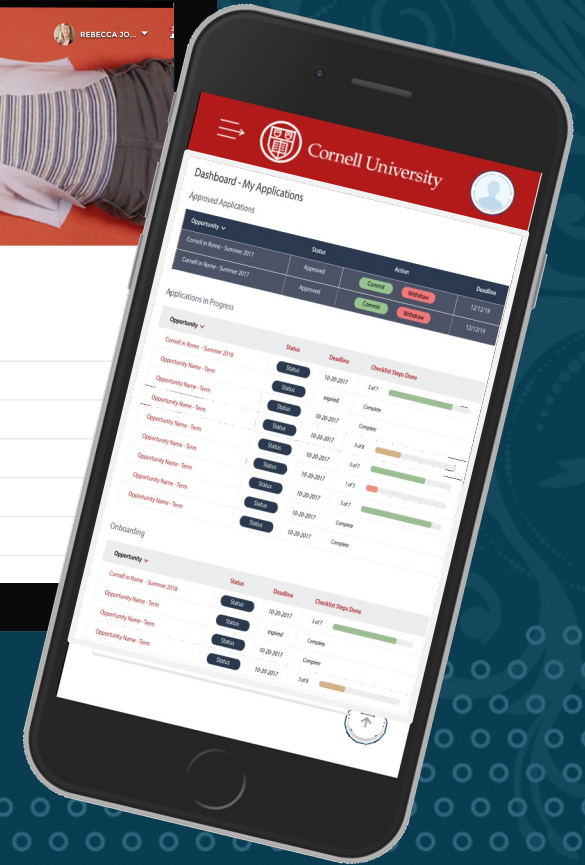 REBECCA JO...
Cornell University
Dashboard - My Applications
Approved Applications
Opportunity Status Action Deadline
Cornell in Rome - Summer 2017 Approved Commit Withdraw 12/12/19
Cornell in Rome - Summer 2017 Approved Commit Withdraw 12/12/19
Applications in Progress
Opportunity Status Deadline Checklist Steps Done
Cornell in Rome - Summer 2018 Status 10-20-2017 5 of 7
Opportunity Name - Term Status expired Complete
Opportunity Name - Term Status 10-20-2017 Complete
Opportunity Name - Term Status 10-20-2017 3 of 8
Opportunity Name - Term Status 10-20-2017 5 of 7
Opportunity Name - Term Status 10-20-2017 1 of 5
Opportunity Name - Term Status 10-20-2017 5 of 7
Opportunity Name - Term Status 10-20-2017 Complete
Opportunity Name - Term Status 10-20-2017 Complete
Onboarding
Opportunity Status Deadline Checklist Steps Done
Cornell in Rome - Summer 2018 Status 10-20-2017 5 of 7
Opportunity Name - Term Status expired Complete
Opportunity Name - Term Status 10-20-2017 Complete
Opportunity Name - Term Status 10-20-2017 3 of 8